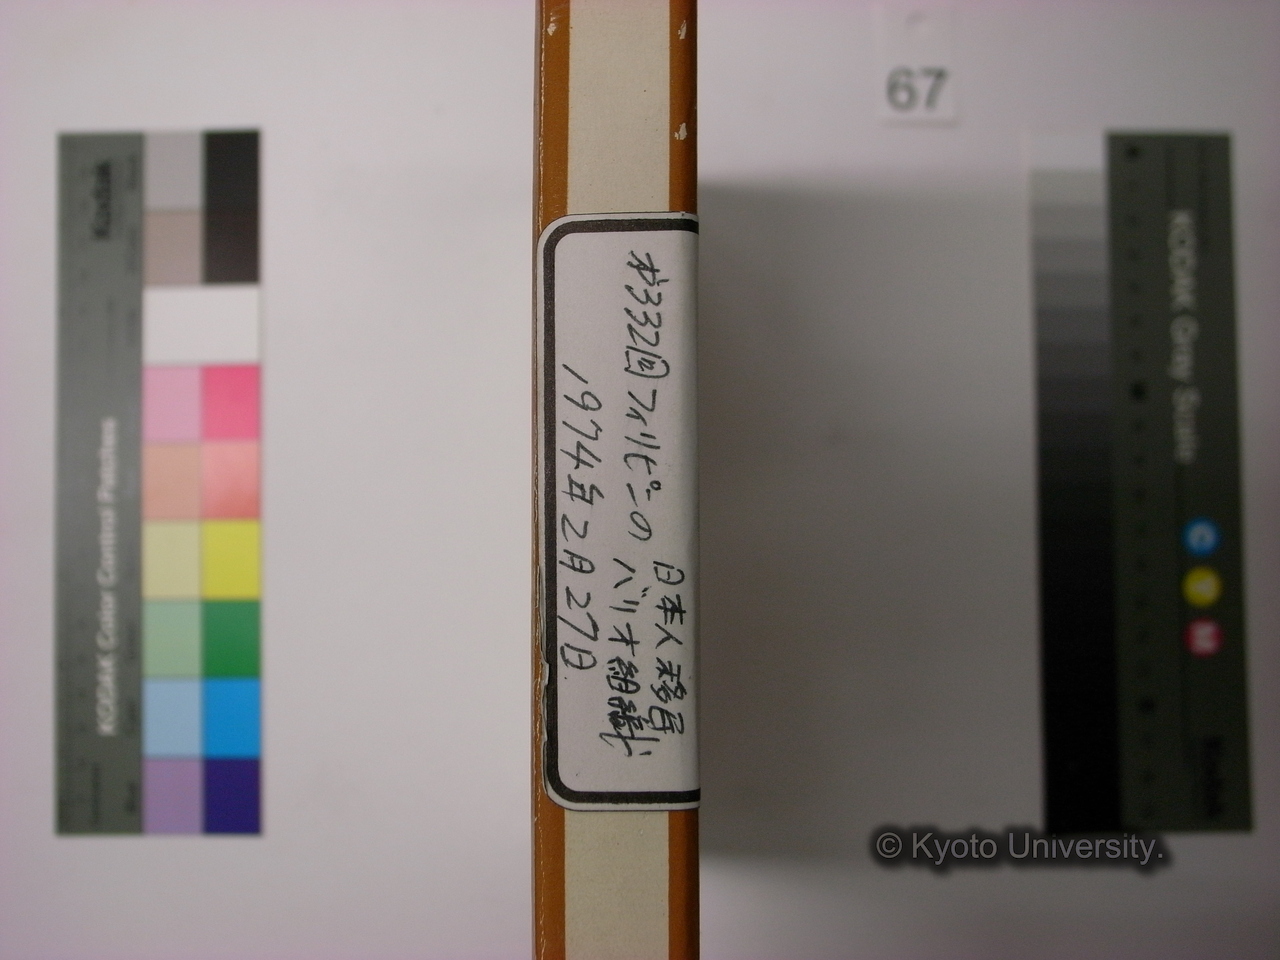 67
オ332回フィリピンの 日本人移民
バリオ組織
1974年2月27日
Kodak
KODAK Color Control Patches
KODAK Gray Scale
C
Y
M
© Kyoto University.